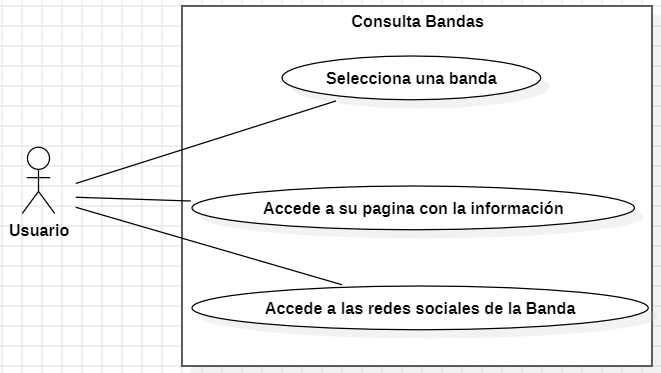 Consulta Bandas
Selecciona una banda
Accede a su pagina con la información
Usuario
Accede a las redes sociales de la Banda